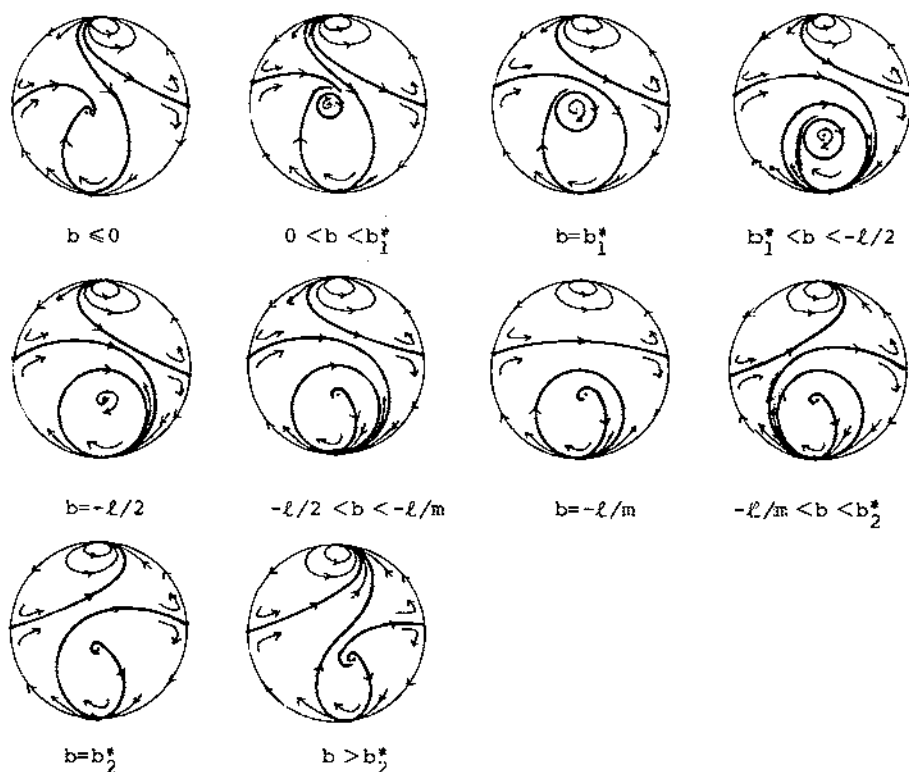 b ⩽ 0 0 < b < b₁* b=b₁* b₁* < b < -ℓ/2
b=-ℓ/2 -ℓ/2 < b < -ℓ/m b=-ℓ/m -ℓ/m < b < b₂*
b=b₂* b > b₂*